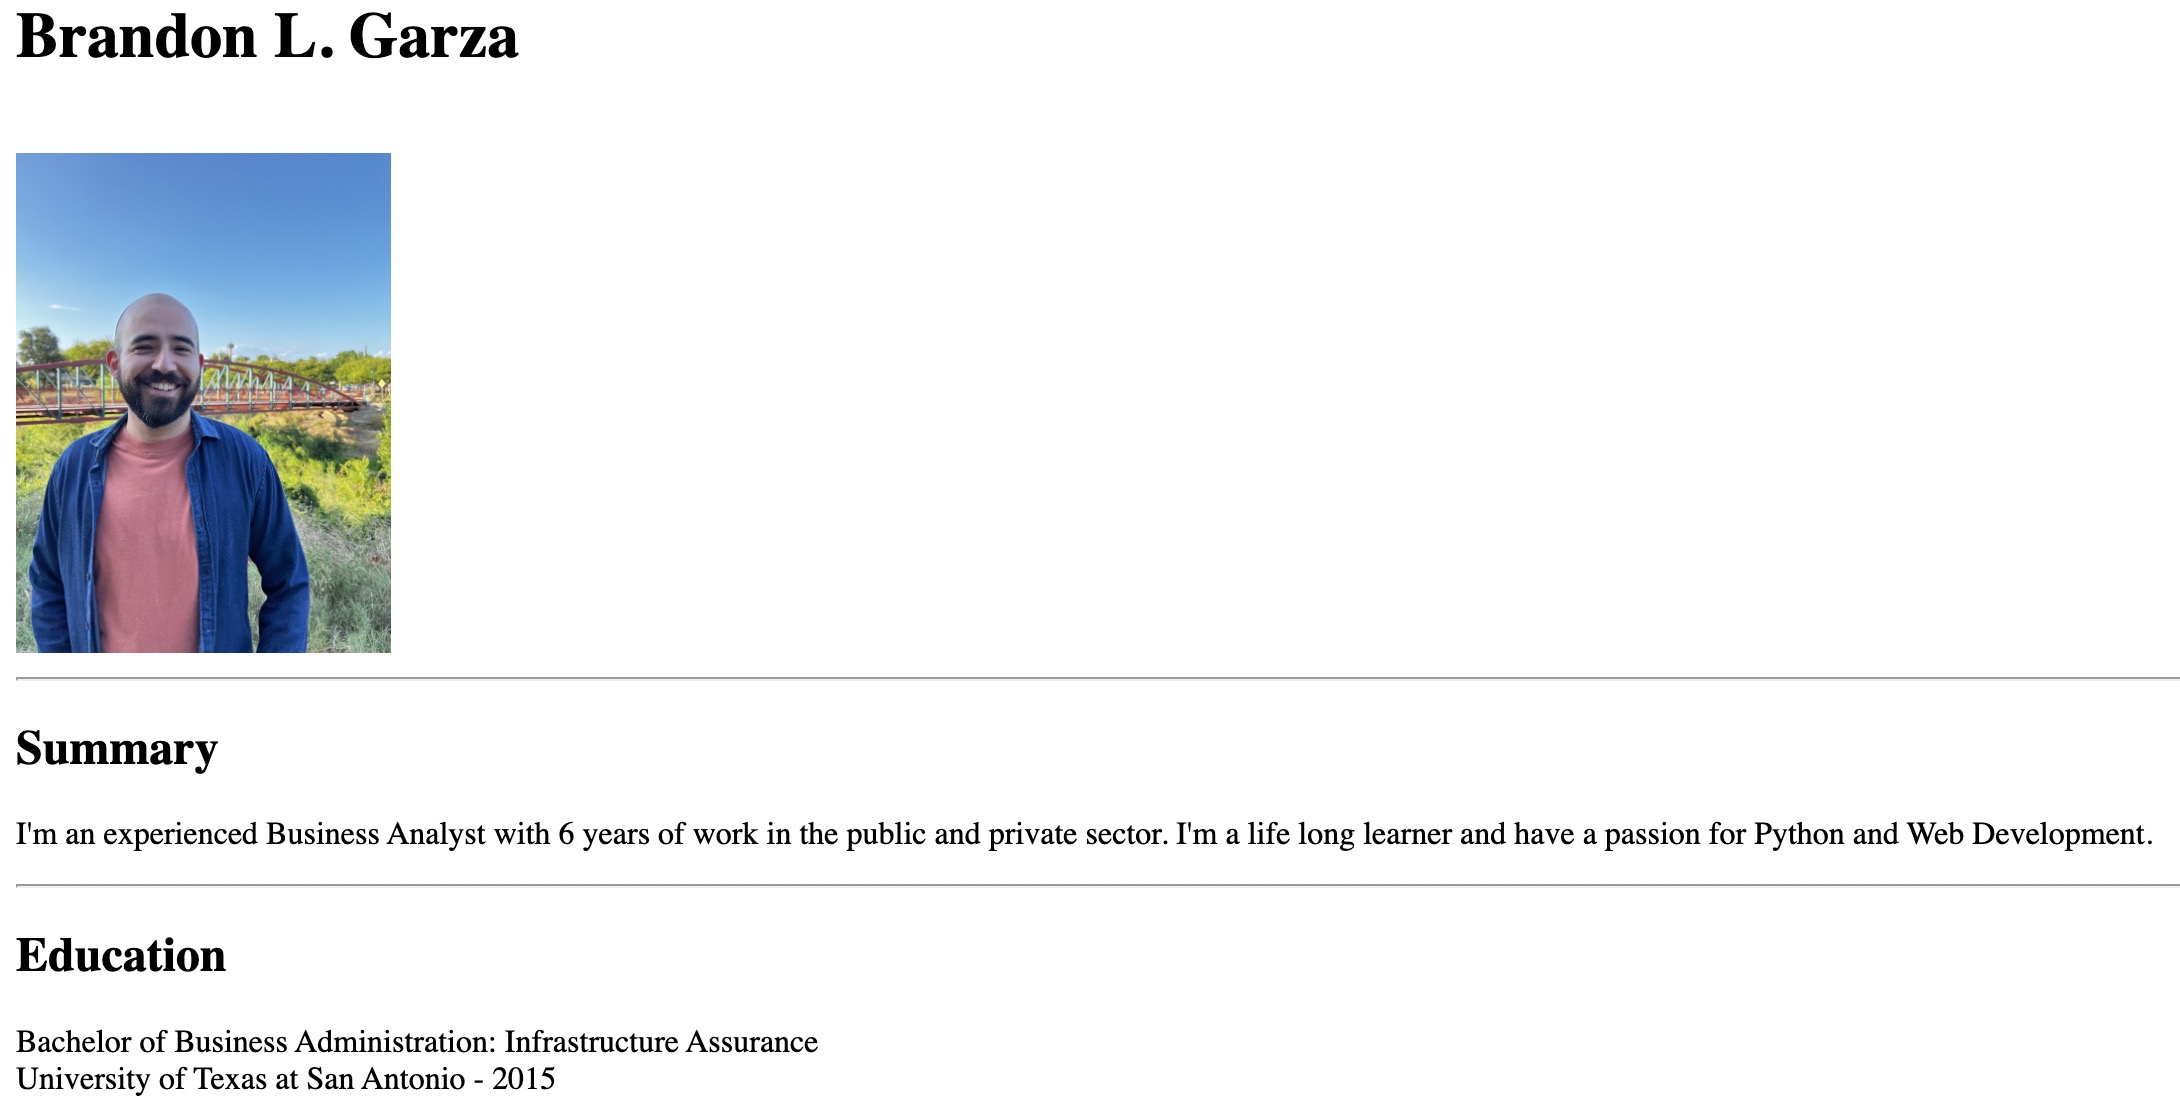 Brandon L. Garza
Summary
I'm an experienced Business Analyst with 6 years of work in the public and private sector. I'm a life long learner and have a passion for Python and Web Development.
Education
Bachelor of Business Administration: Infrastructure Assurance
University of Texas at San Antonio - 2015